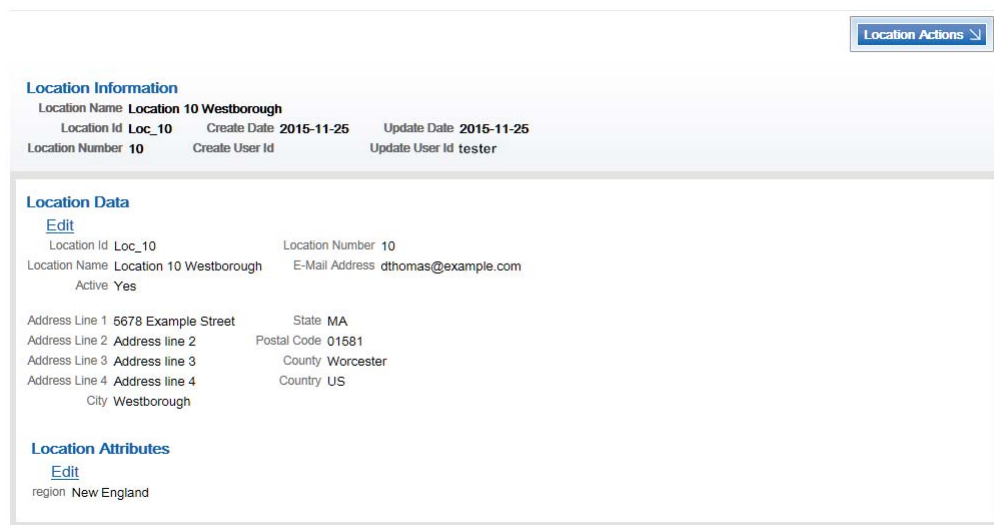 Location Actions
Location Information
Location Name Location 10 Westborough
Location Id Loc_10 Create Date 2015-11-25 Update Date 2015-11-25
Location Number 10 Create User Id Update User Id tester
Location Data
Edit
Location Id Loc_10 Location Number 10
Location Name Location 10 Westborough E-Mail Address dthomas@example.com
Active Yes
Address Line 1 5678 Example Street State MA
Address Line 2 Address line 2 Postal Code 01581
Address Line 3 Address line 3 County Worcester
Address Line 4 Address line 4 Country US
City Westborough
Location Attributes
Edit
region New England